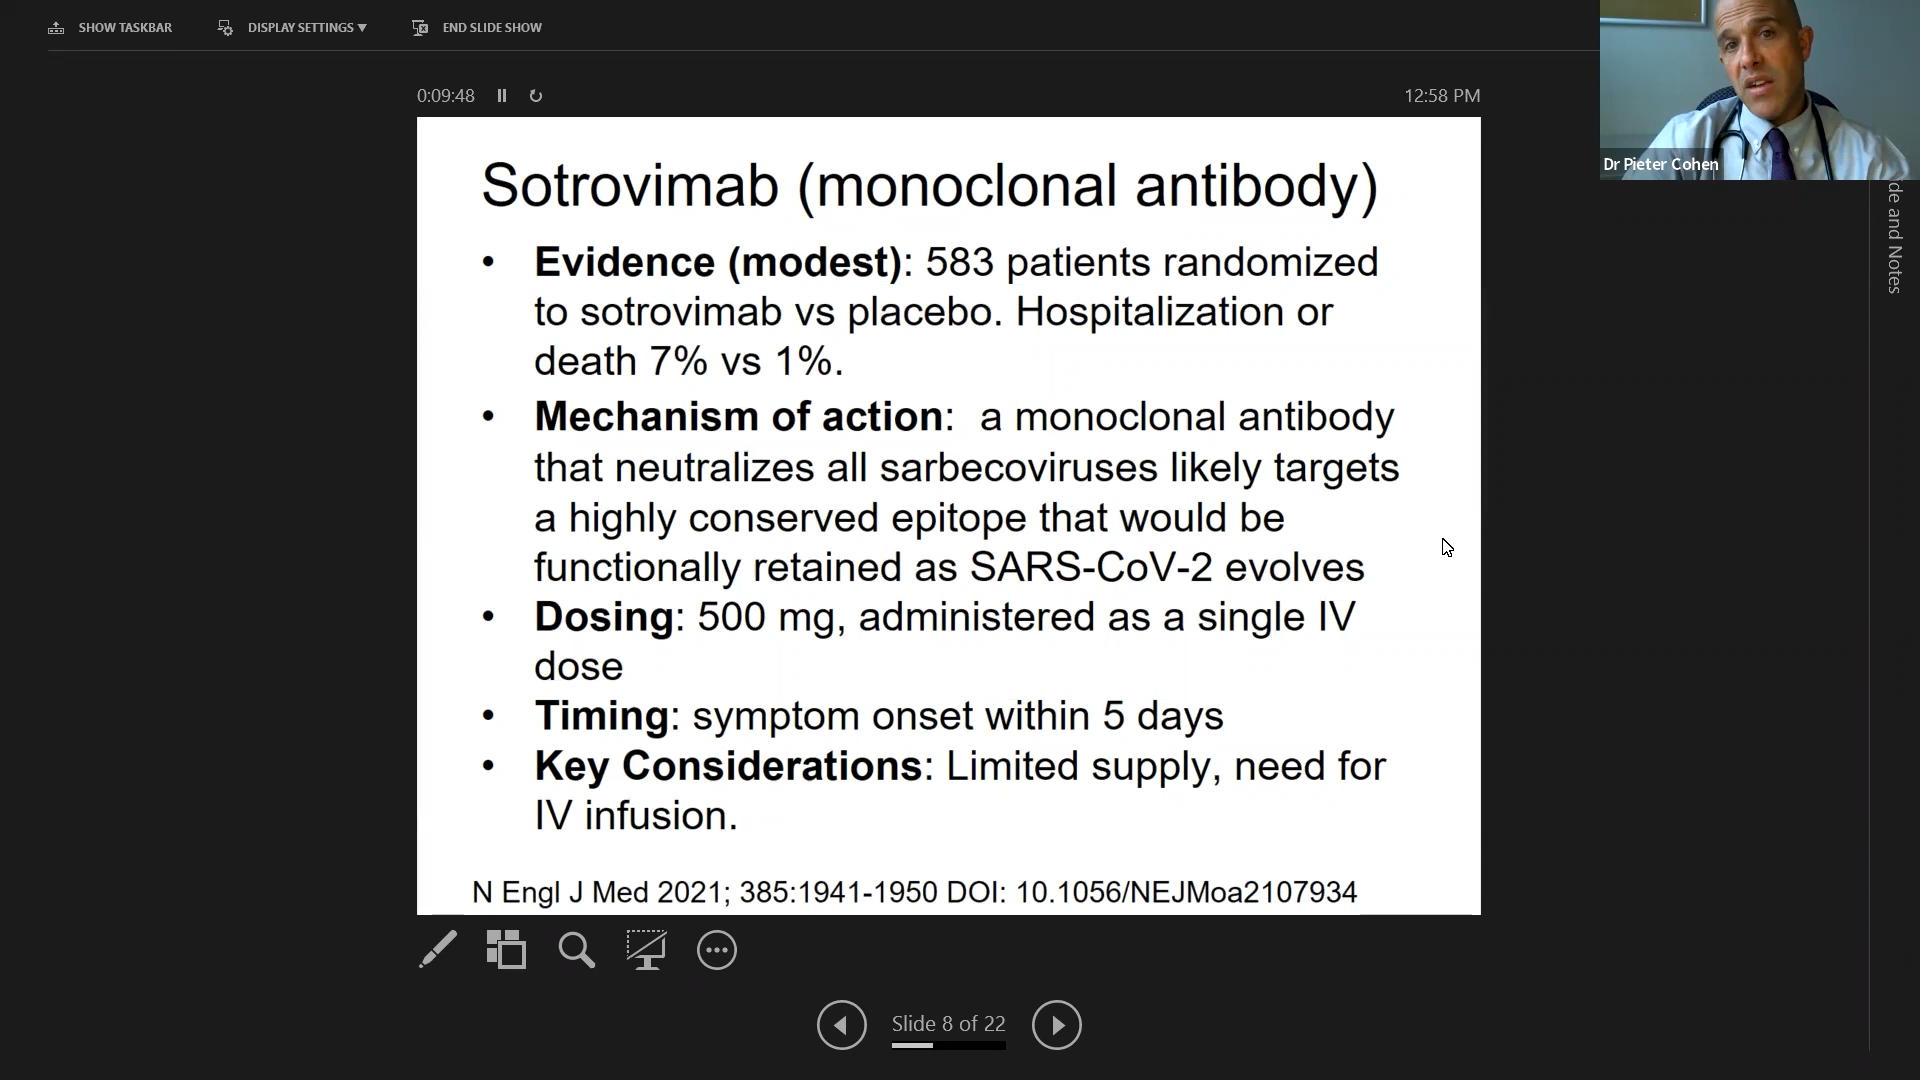 SHOW TASKBAR DISPLAY SETTINGS ▼ END SLIDE SHOW
0:09:48 12:58 PM
Dr Pieter Cohen
de and Notes
Sotrovimab (monoclonal antibody)
• Evidence (modest): 583 patients randomized
to sotrovimab vs placebo. Hospitalization or
death 7% vs 1%.
• Mechanism of action:  a monoclonal antibody
that neutralizes all sarbecoviruses likely targets
a highly conserved epitope that would be
functionally retained as SARS-CoV-2 evolves
• Dosing: 500 mg, administered as a single IV
dose
• Timing: symptom onset within 5 days
• Key Considerations: Limited supply, need for
IV infusion.
N Engl J Med 2021; 385:1941-1950 DOI: 10.1056/NEJMoa2107934
Slide 8 of 22